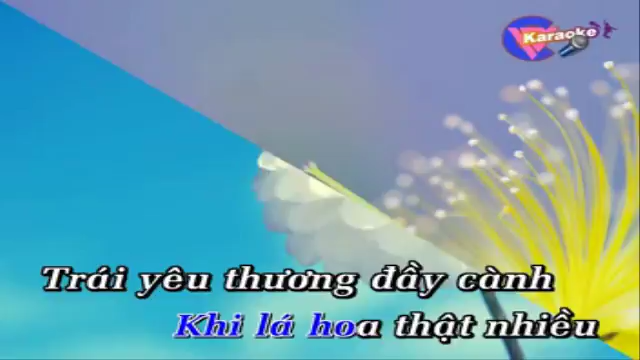 Karaoke
Trái yêu thương đầy cành
Khi lá hoa thật nhiều